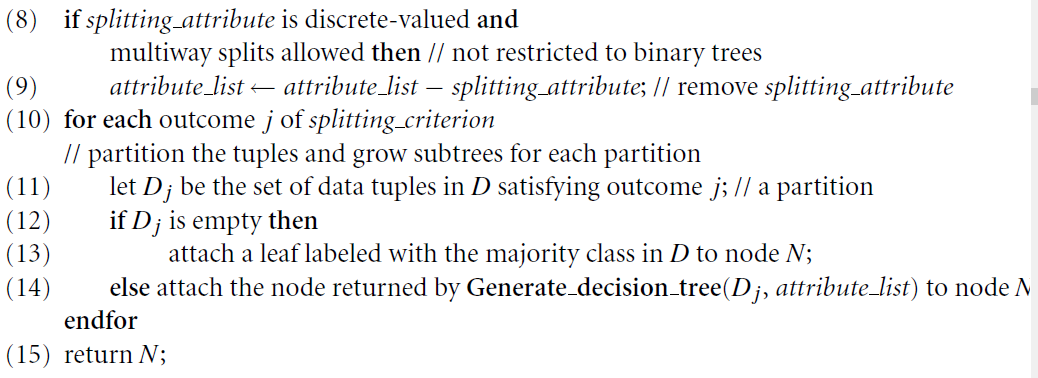 (8) if splitting_attribute is discrete-valued and
multiway splits allowed then // not restricted to binary trees
(9) attribute_list ← attribute_list − splitting_attribute; // remove splitting_attribute
(10) for each outcome j of splitting_criterion
// partition the tuples and grow subtrees for each partition
(11) let Dj be the set of data tuples in D satisfying outcome j; // a partition
(12) if Dj is empty then
(13) attach a leaf labeled with the majority class in D to node N;
(14) else attach the node returned by Generate_decision_tree(Dj, attribute_list) to node N
endfor
(15) return N;